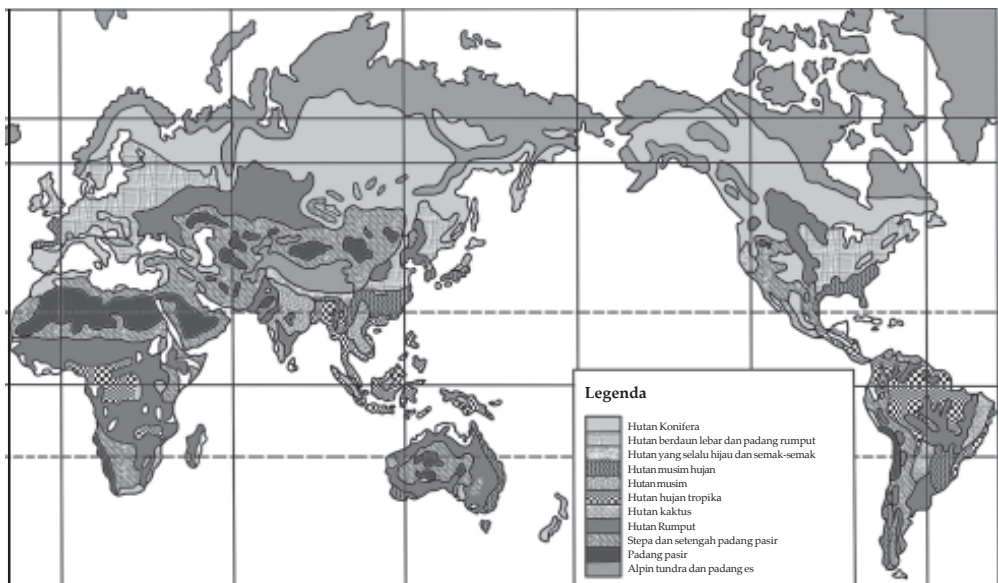 Legenda
Hutan Konifera
Hutan berdaun lebar dan padang rumput
Hutan yang selalu hijau dan semak-semak
Hutan musim hujan
Hutan musim
Hutan hujan tropika
Hutan kaktus
Hutan Rumput
Stepa dan setengah padang pasir
Padang pasir
Alpin tundra dan padang es